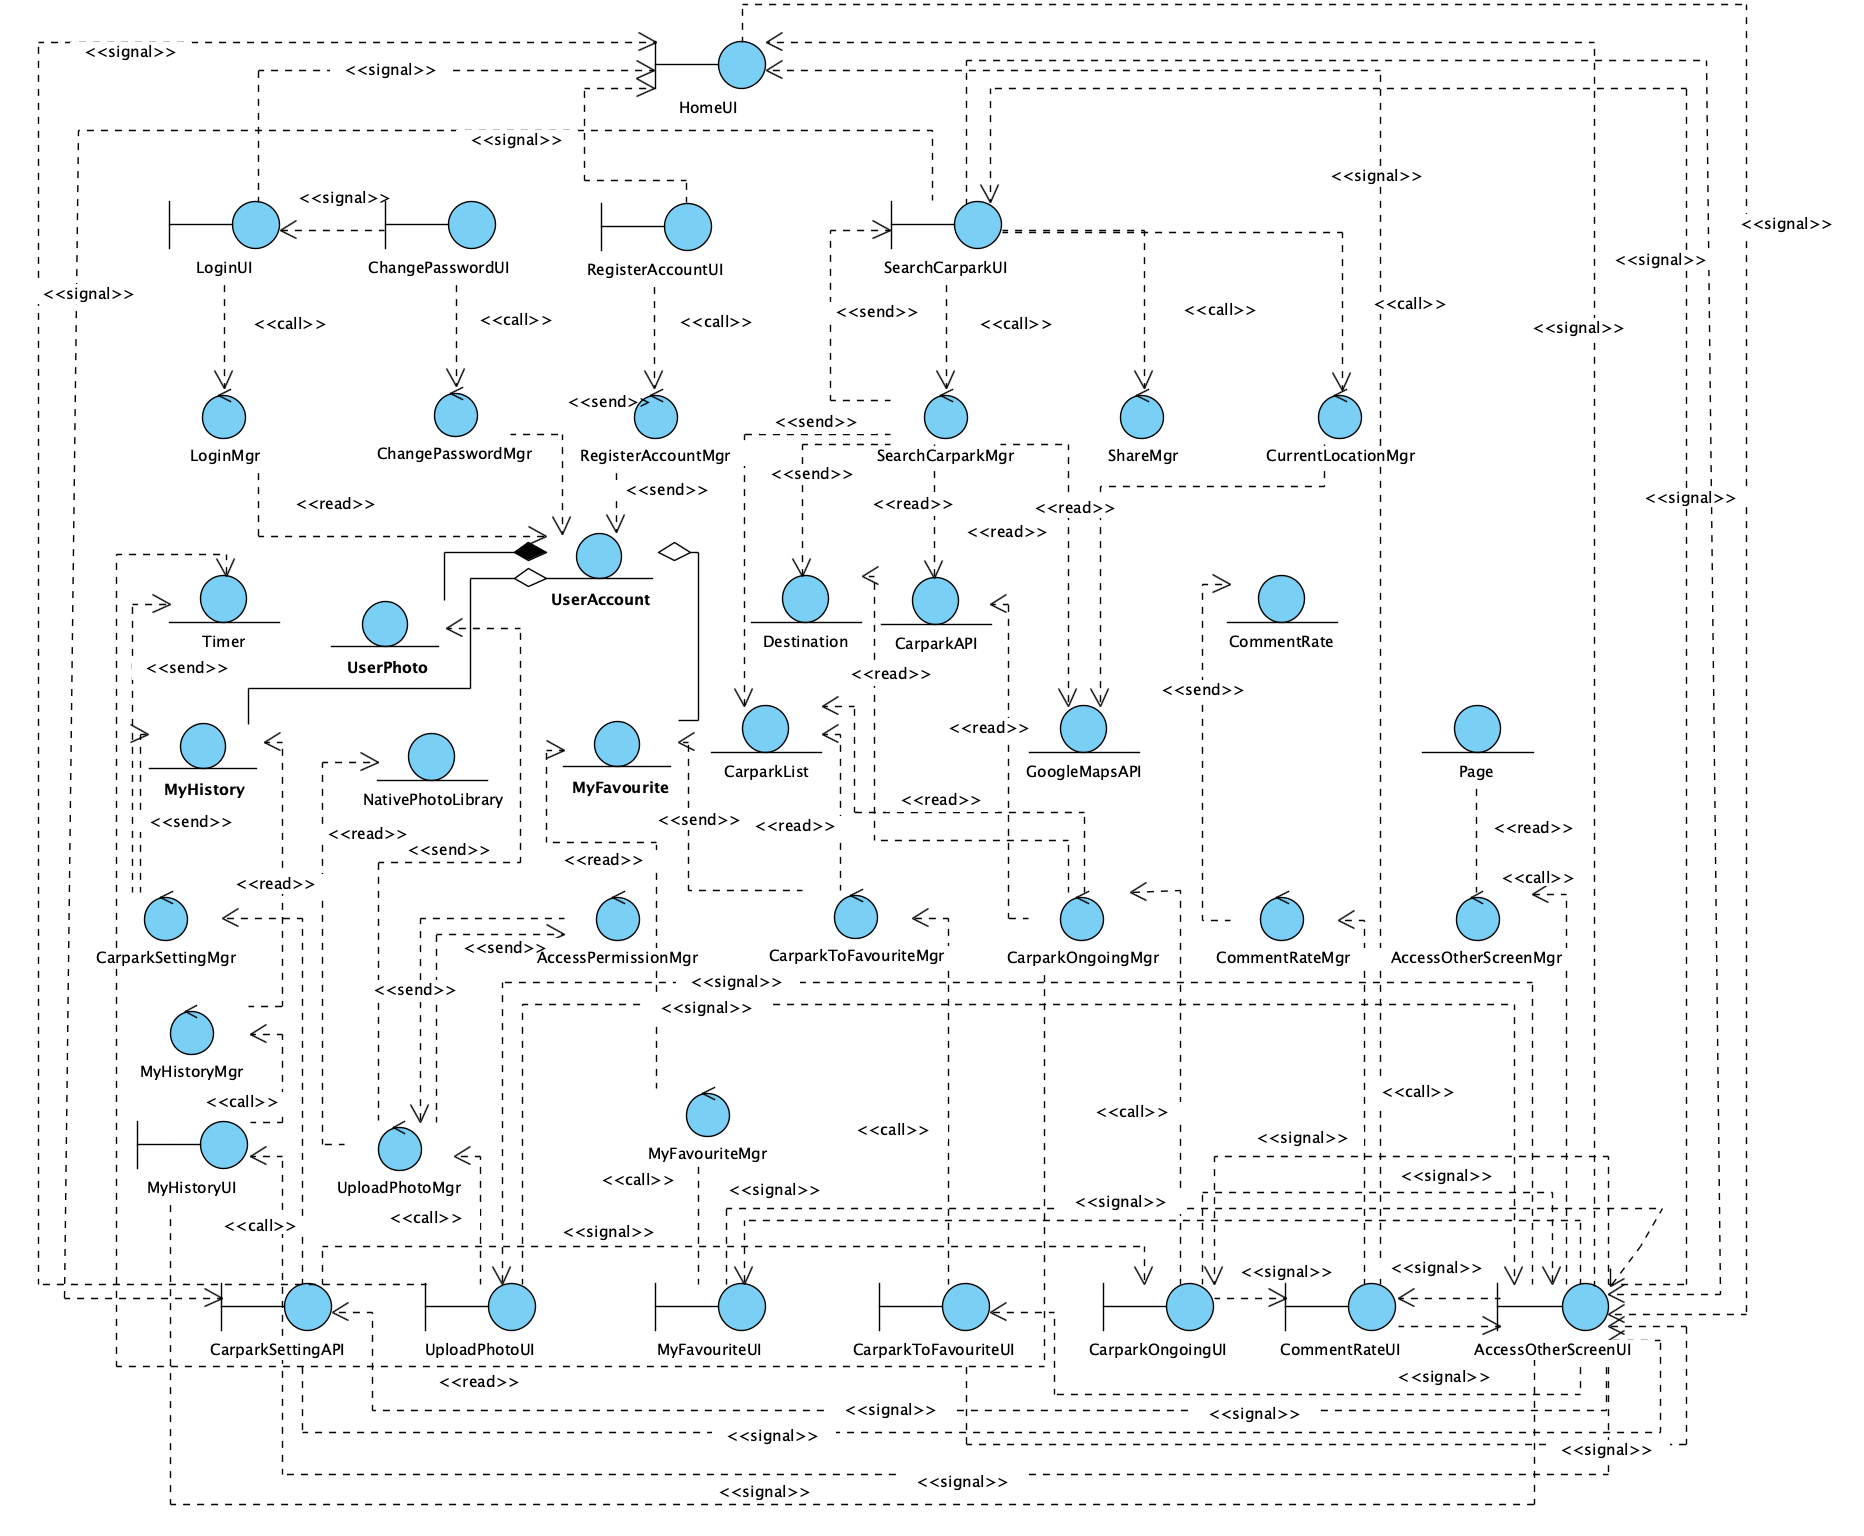 <<signal>>
<<signal>>
HomeUI
<<signal>>
<<signal>>
<<signal>>
<<signal>>
LoginUI
ChangePasswordUI
RegisterAccountUI
SearchCarparkUI
<<signal>>
<<signal>>
<<call>>
<<call>>
<<call>>
<<send>>
<<call>>
<<call>>
<<call>>
<<signal>>
<<send>>
<<send>>
LoginMgr
ChangePasswordMgr
RegisterAccountMgr
SearchCarparkMgr
ShareMgr
CurrentLocationMgr
<<send>>
<<send>>
<<signal>>
<<read>>
<<read>>
<<read>>
<<read>>
UserAccount
Timer
UserPhoto
Destination
CarparkAPI
CommentRate
<<send>>
<<read>>
<<send>>
<<read>>
MyHistory
NativePhotoLibrary
MyFavourite
CarparkList
GoogleMapsAPI
Page
<<read>>
<<send>>
<<read>>
<<send>>
<<read>>
<<read>>
<<send>>
<<read>>
<<read>>
<<call>>
<<send>>
CarparkSettingMgr
AccessPermissionMgr
CarparkToFavouriteMgr
CarparkOngoingMgr
CommentRateMgr
AccessOtherScreenMgr
<<signal>>
<<send>>
<<signal>>
MyHistoryMgr
<<call>>
<<call>>
<<call>>
<<call>>
<<signal>>
MyFavouriteMgr
MyHistoryUI
UploadPhotoMgr
<<call>>
<<signal>>
<<signal>>
<<signal>>
<<call>>
<<call>>
<<signal>>
<<signal>>
<<signal>>
CarparkSettingAPI
UploadPhotoUI
MyFavouriteUI
CarparkToFavouriteUI
CarparkOngoingUI
CommentRateUI
AccessOtherScreenUI
<<read>>
<<signal>>
<<signal>>
<<signal>>
<<signal>>
<<signal>>
<<signal>>
<<signal>>